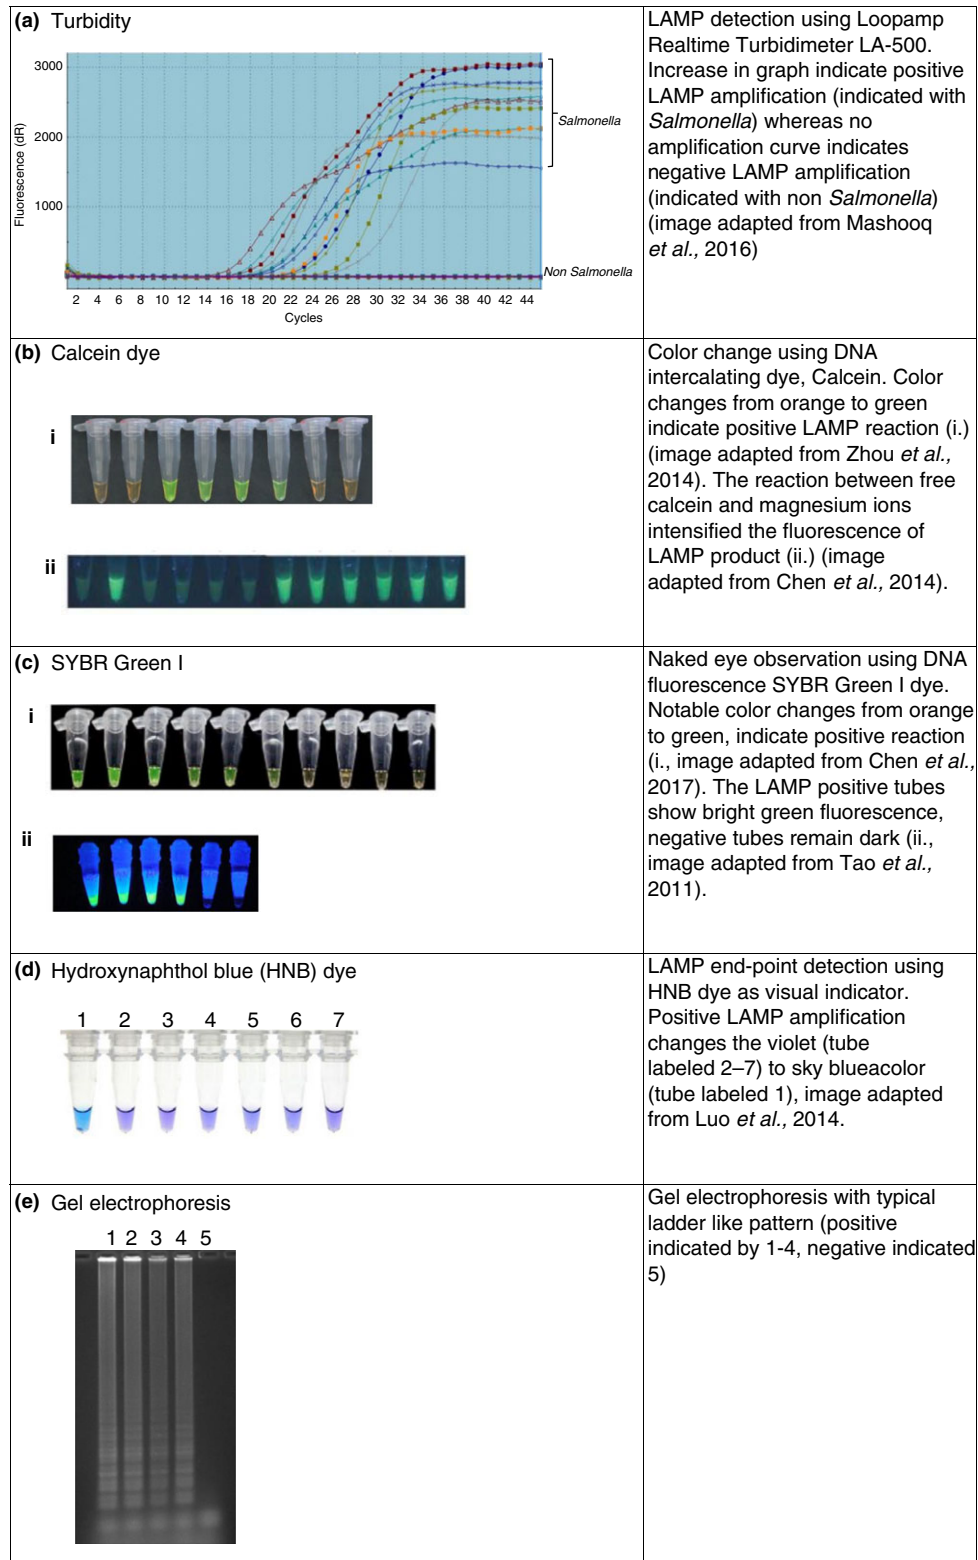 (a) Turbidity
Fluorescence (dR)
3000
2000
1000
2 4 6 8 10 12 14 16 18 20 22 24 26 28 30 32 34 36 38 40 42 44
Cycles
Salmonella
Non Salmonella
LAMP detection using Loopamp
Realtime Turbidimeter LA-500.
Increase in graph indicate positive
LAMP amplification (indicated with
Salmonella) whereas no
amplification curve indicates
negative LAMP amplification
(indicated with non Salmonella)
(image adapted from Mashooq
et al., 2016)
(b) Calcein dye
i
ii
Color change using DNA
intercalating dye, Calcein. Color
changes from orange to green
indicate positive LAMP reaction (i.)
(image adapted from Zhou et al.,
2014). The reaction between free
calcein and magnesium ions
intensified the fluorescence of
LAMP product (ii.) (image
adapted from Chen et al., 2014).
(c) SYBR Green I
i
ii
Naked eye observation using DNA
fluorescence SYBR Green I dye.
Notable color changes from orange
to green, indicate positive reaction
(i., image adapted from Chen et al.,
2017). The LAMP positive tubes
show bright green fluorescence,
negative tubes remain dark (ii.,
image adapted from Tao et al.,
2011).
(d) Hydroxynaphthol blue (HNB) dye
1 2 3 4 5 6 7
LAMP end-point detection using
HNB dye as visual indicator.
Positive LAMP amplification
changes the violet (tube
labeled 2–7) to sky blueacolor
(tube labeled 1), image adapted
from Luo et al., 2014.
(e) Gel electrophoresis
1 2 3 4 5
Gel electrophoresis with typical
ladder like pattern (positive
indicated by 1-4, negative indicated
5)